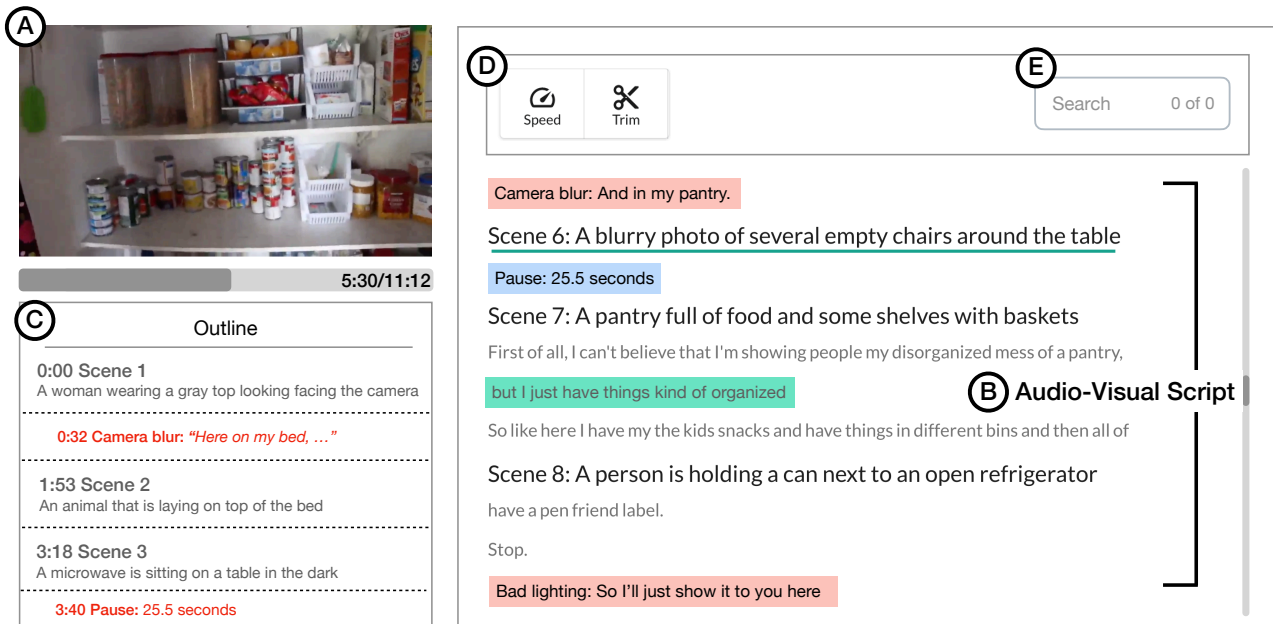 A
5:30/11:12
C
Outline
0:00 Scene 1
A woman wearing a gray top looking facing the camera
0:32 Camera blur: “Here on my bed, …”
1:53 Scene 2
An animal that is laying on top of the bed
3:18 Scene 3
A microwave is sitting on a table in the dark
3:40 Pause: 25.5 seconds
D
Speed
Trim
E
Search 0 of 0
Camera blur: And in my pantry.
Scene 6: A blurry photo of several empty chairs around the table
Pause: 25.5 seconds
Scene 7: A pantry full of food and some shelves with baskets
First of all, I can't believe that I'm showing people my disorganized mess of a pantry,
but I just have things kind of organized
B Audio-Visual Script
So like here I have my the kids snacks and have things in different bins and then all of
Scene 8: A person is holding a can next to an open refrigerator
have a pen friend label.
Stop.
Bad lighting: So I’ll just show it to you here